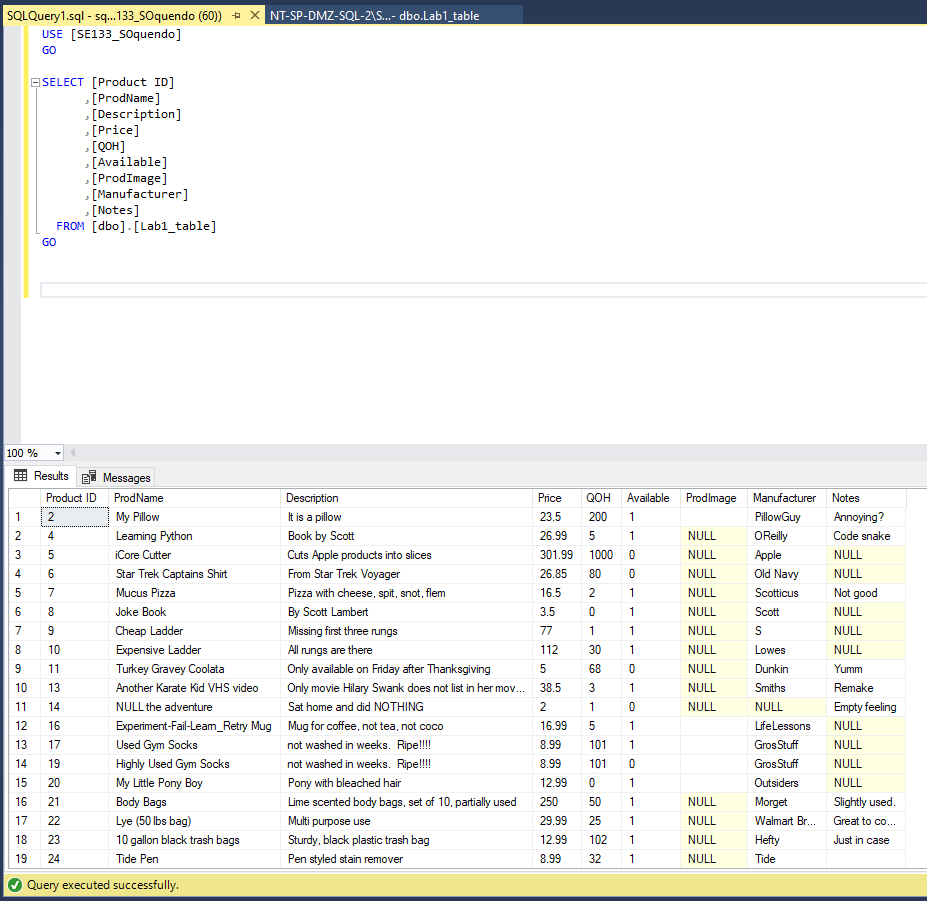 SQLQuery1.sql - sq...133_SOquendo (60)) NT-SP-DMZ-SQL-2\S...- dbo.Lab1_table
USE [SE133_SOquendo]
GO
SELECT [Product ID]
,[ProdName]
,[Description]
,[Price]
,[QOH]
,[Available]
,[ProdImage]
,[Manufacturer]
,[Notes]
FROM [dbo].[Lab1_table]
GO
100 %
Results Messages
Product ID ProdName Description Price QOH Available ProdImage Manufacturer Notes
1 2 My Pillow It is a pillow 23.5 200 1 PillowGuy Annoying?
2 4 Learning Python Book by Scott 26.99 5 1 NULL OReilly Code snake
3 5 iCore Cutter Cuts Apple products into slices 301.99 1000 0 NULL Apple NULL
4 6 Star Trek Captains Shirt From Star Trek Voyager 26.85 80 0 NULL Old Navy NULL
5 7 Mucus Pizza Pizza with cheese, spit, snot, flem 16.5 2 1 NULL Scotticus Not good
6 8 Joke Book By Scott Lambert 3.5 0 1 NULL Scott NULL
7 9 Cheap Ladder Missing first three rungs 77 1 1 NULL S NULL
8 10 Expensive Ladder All rungs are there 112 30 1 NULL Lowes NULL
9 11 Turkey Gravey Coolata Only available on Friday after Thanksgiving 5 68 0 NULL Dunkin Yumm
10 13 Another Karate Kid VHS video Only movie Hilary Swank does not list in her mov... 38.5 3 1 NULL Smiths Remake
11 14 NULL the adventure Sat home and did NOTHING 2 1 0 NULL NULL Empty feeling
12 16 Experiment-Fail-Learn_Retry Mug Mug for coffee, not tea, not coco 16.99 5 1 LifeLessons NULL
13 17 Used Gym Socks not washed in weeks.  Ripe!!!! 8.99 101 1 GrosStuff NULL
14 19 Highly Used Gym Socks not washed in weeks.  Ripe!!!! 8.99 101 0 GrosStuff NULL
15 20 My Little Pony Boy Pony with bleached hair 12.99 0 1 Outsiders NULL
16 21 Body Bags Lime scented body bags, set of 10, partially used 250 50 1 NULL Morget Slightly used.
17 22 Lye (50 lbs bag) Multi purpose use 29.99 25 1 NULL Walmart Br... Great to co...
18 23 10 gallon black trash bags Sturdy, black plastic trash bag 12.99 102 1 NULL Hefty Just in case
19 24 Tide Pen Pen styled stain remover 8.99 32 1 NULL Tide
Query executed successfully.